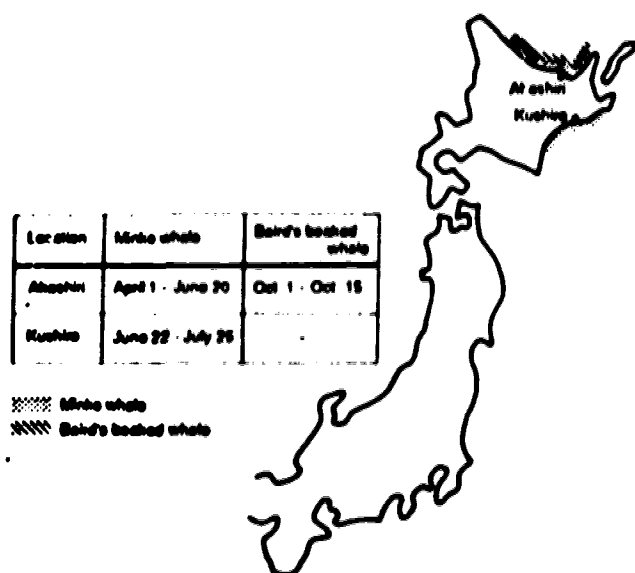 Kushiro
Location Minke whale Baird's beaked whale
Abashiri April 1 - June 20 Oct 1 - Oct 15
Kushiro June 22 - July 25 -
Minke whale
Baird's beaked whale